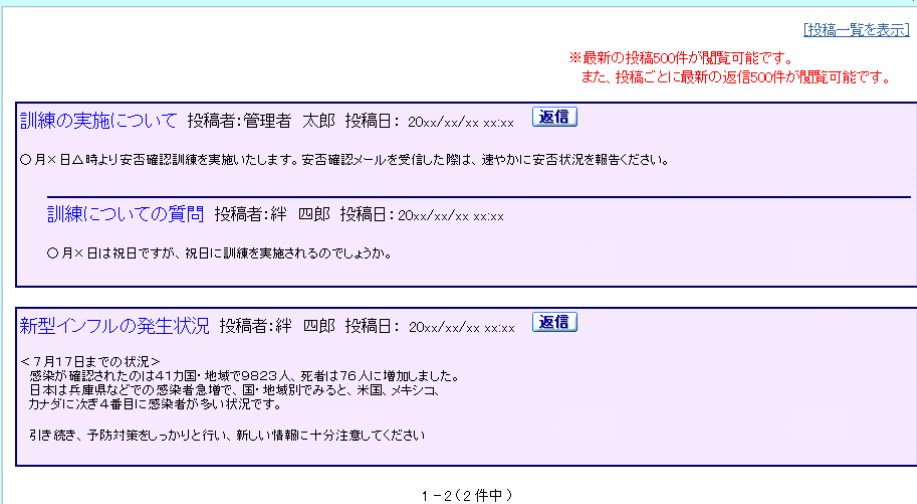 [投稿一覧を表示]
※最新の投稿500件が閲覧可能です。
また、投稿ごとに最新の返信500件が閲覧可能です。
訓練の実施について 投稿者:管理者 太郎 投稿日: 20xx/xx/xx xx:xx 返信
○月×日△時より安否確認訓練を実施いたします。安否確認メールを受信した際は、速やかに安否状況を報告ください。
訓練についての質問 投稿者:絆 四郎 投稿日: 20xx/xx/xx xx:xx
○月×日は祝日ですが、祝日に訓練を実施されるのでしょうか。
新型インフルの発生状況 投稿者:絆 四郎 投稿日: 20xx/xx/xx xx:xx 返信
<7月17日までの状況>
感染が確認されたのは41カ国・地域で9823人、死者は76人に増加しました。
日本は兵庫県などでの感染者急増で、国・地域別でみると、米国、メキシコ、
カナダに次ぎ4番目に感染者が多い状況です。
引き続き、予防対策をしっかりと行い、新しい情報に十分注意してください
1-2(2件中)